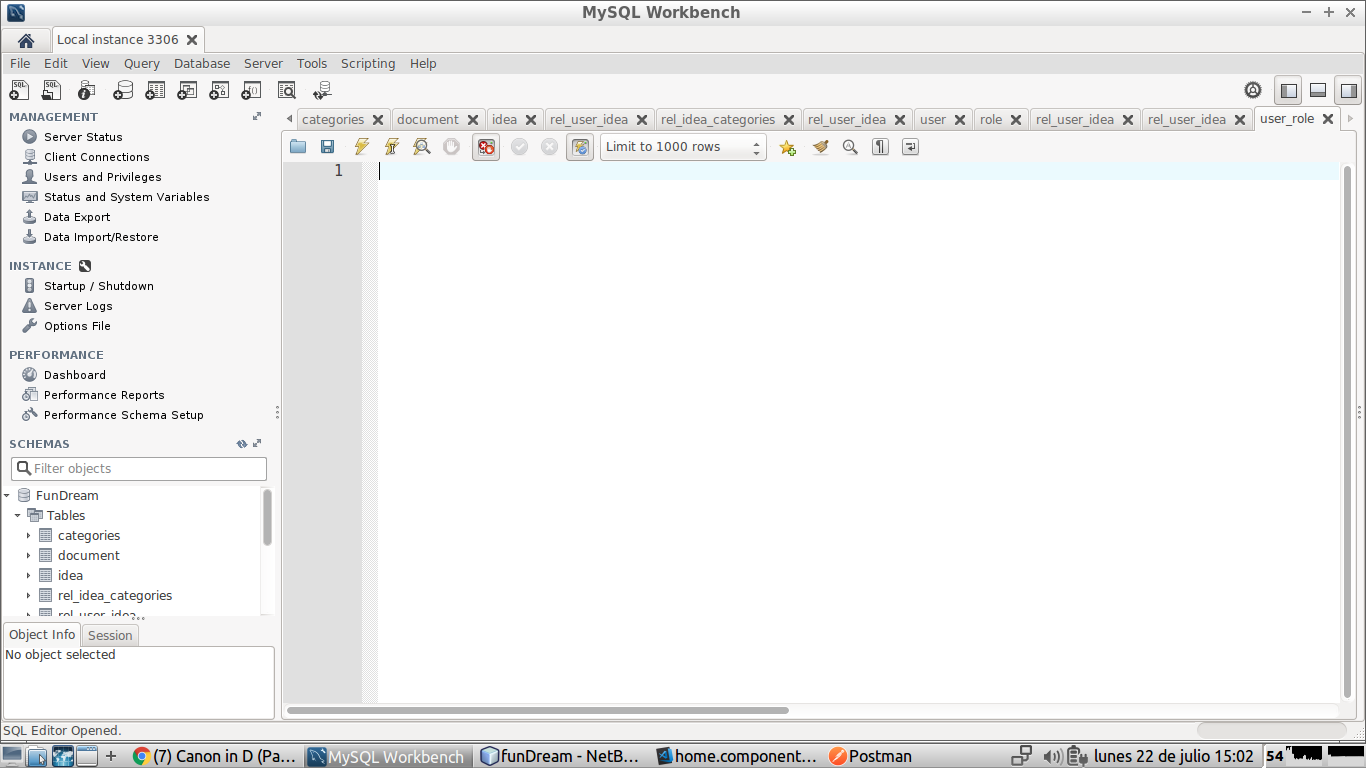 MySQL Workbench
Local instance 3306
File Edit View Query Database Server Tools Scripting Help
MANAGEMENT
Server Status
Client Connections
Users and Privileges
Status and System Variables
Data Export
Data Import/Restore
INSTANCE
Startup / Shutdown
Server Logs
Options File
PERFORMANCE
Dashboard
Performance Reports
Performance Schema Setup
SCHEMAS
Filter objects
FunDream
Tables
categories
document
idea
rel_idea_categories
rel_user_idea
Object Info Session
No object selected
categories document idea rel_user_idea rel_idea_categories rel_user_idea user role rel_user_idea rel_user_idea user_role
Limit to 1000 rows
1
SQL Editor Opened.
(7) Canon in D (Pa... MySQL Workbench funDream - NetB... home.component... Postman lunes 22 de julio 15:02 54